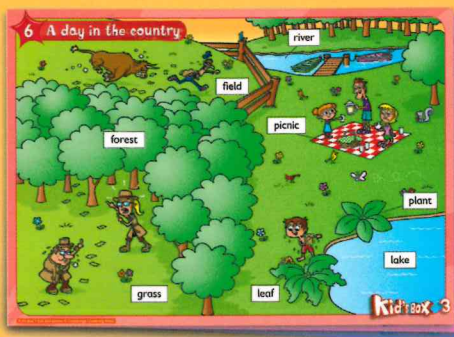 6 A day in the country
river
field
picnic
forest
plant
lake
grass
leaf
Kid's Box 3